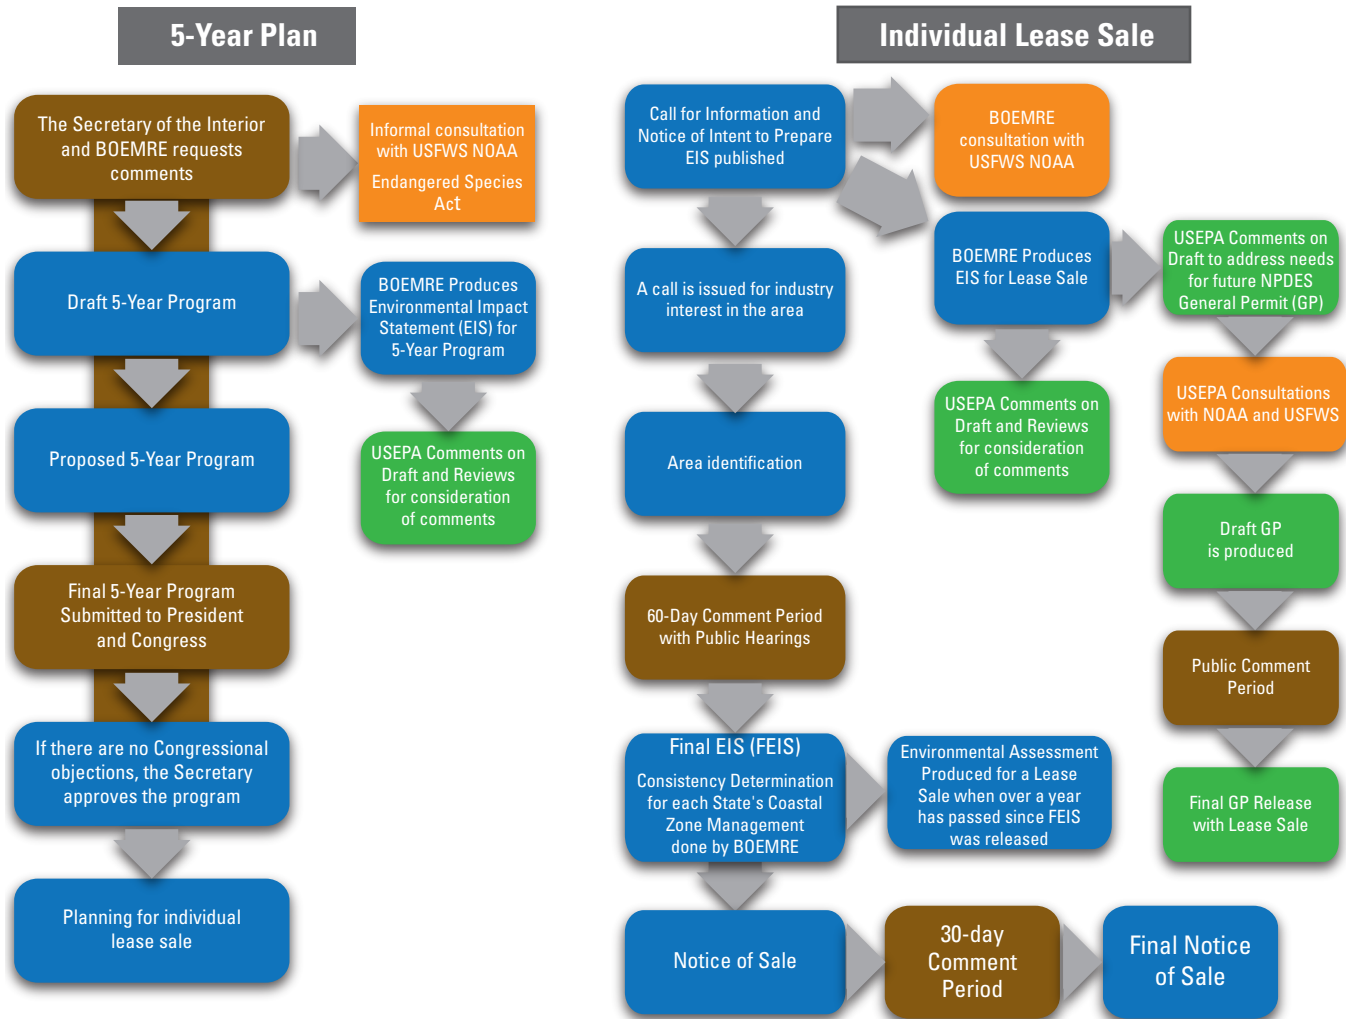 5-Year Plan
The Secretary of the Interior
and BOEMRE requests
comments
Informal consultation
with USFWS NOAA
Endangered Species
Act
Draft 5-Year Program
BOEMRE Produces
Environmental Impact
Statement (EIS) for
5-Year Program
Proposed 5-Year Program
USEPA Comments on
Draft and Reviews
for consideration
of comments
Final 5-Year Program
Submitted to President
and Congress
If there are no Congressional
objections, the Secretary
approves the program
Planning for individual
lease sale
Individual Lease Sale
Call for Information and
Notice of Intent to Prepare
EIS published
BOEMRE
consultation with
USFWS NOAA
BOEMRE Produces
EIS for Lease Sale
USEPA Comments on
Draft to address needs
for future NPDES
General Permit (GP)
A call is issued for industry
interest in the area
USEPA Comments on
Draft and Reviews
for consideration
of comments
USEPA Consultations
with NOAA and USFWS
Area identification
Draft GP
is produced
60-Day Comment Period
with Public Hearings
Public Comment
Period
Final EIS (FEIS)
Consistency Determination
for each State's Coastal
Zone Management
done by BOEMRE
Environmental Assessment
Produced for a Lease
Sale when over a year
has passed since FEIS
was released
Final GP Release
with Lease Sale
Notice of Sale
30-day
Comment
Period
Final Notice
of Sale